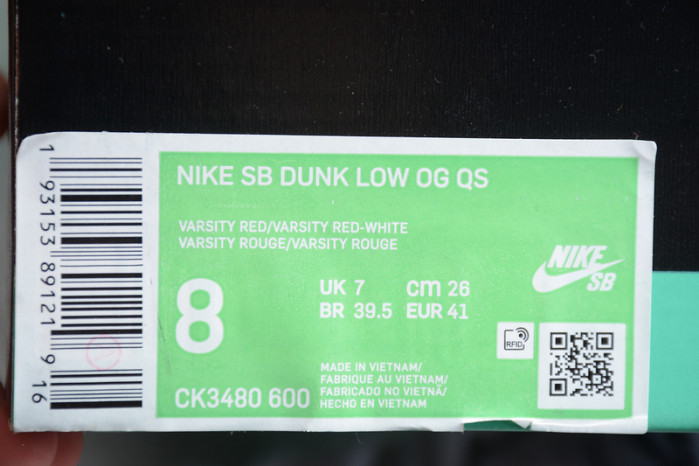 1
93153
89121
9
16
NIKE SB DUNK LOW OG QS
VARSITY RED/VARSITY RED-WHITE
VARSITY ROUGE/VARSITY ROUGE
8
UK 7 cm 26
BR 39.5 EUR 41
NIKE
SB
RFID
MADE IN VIETNAM/
FABRIQUE AU VIETNAM/
FABRICADO NO VIETNÃ/
HECHO EN VIETNAM
CK3480 600